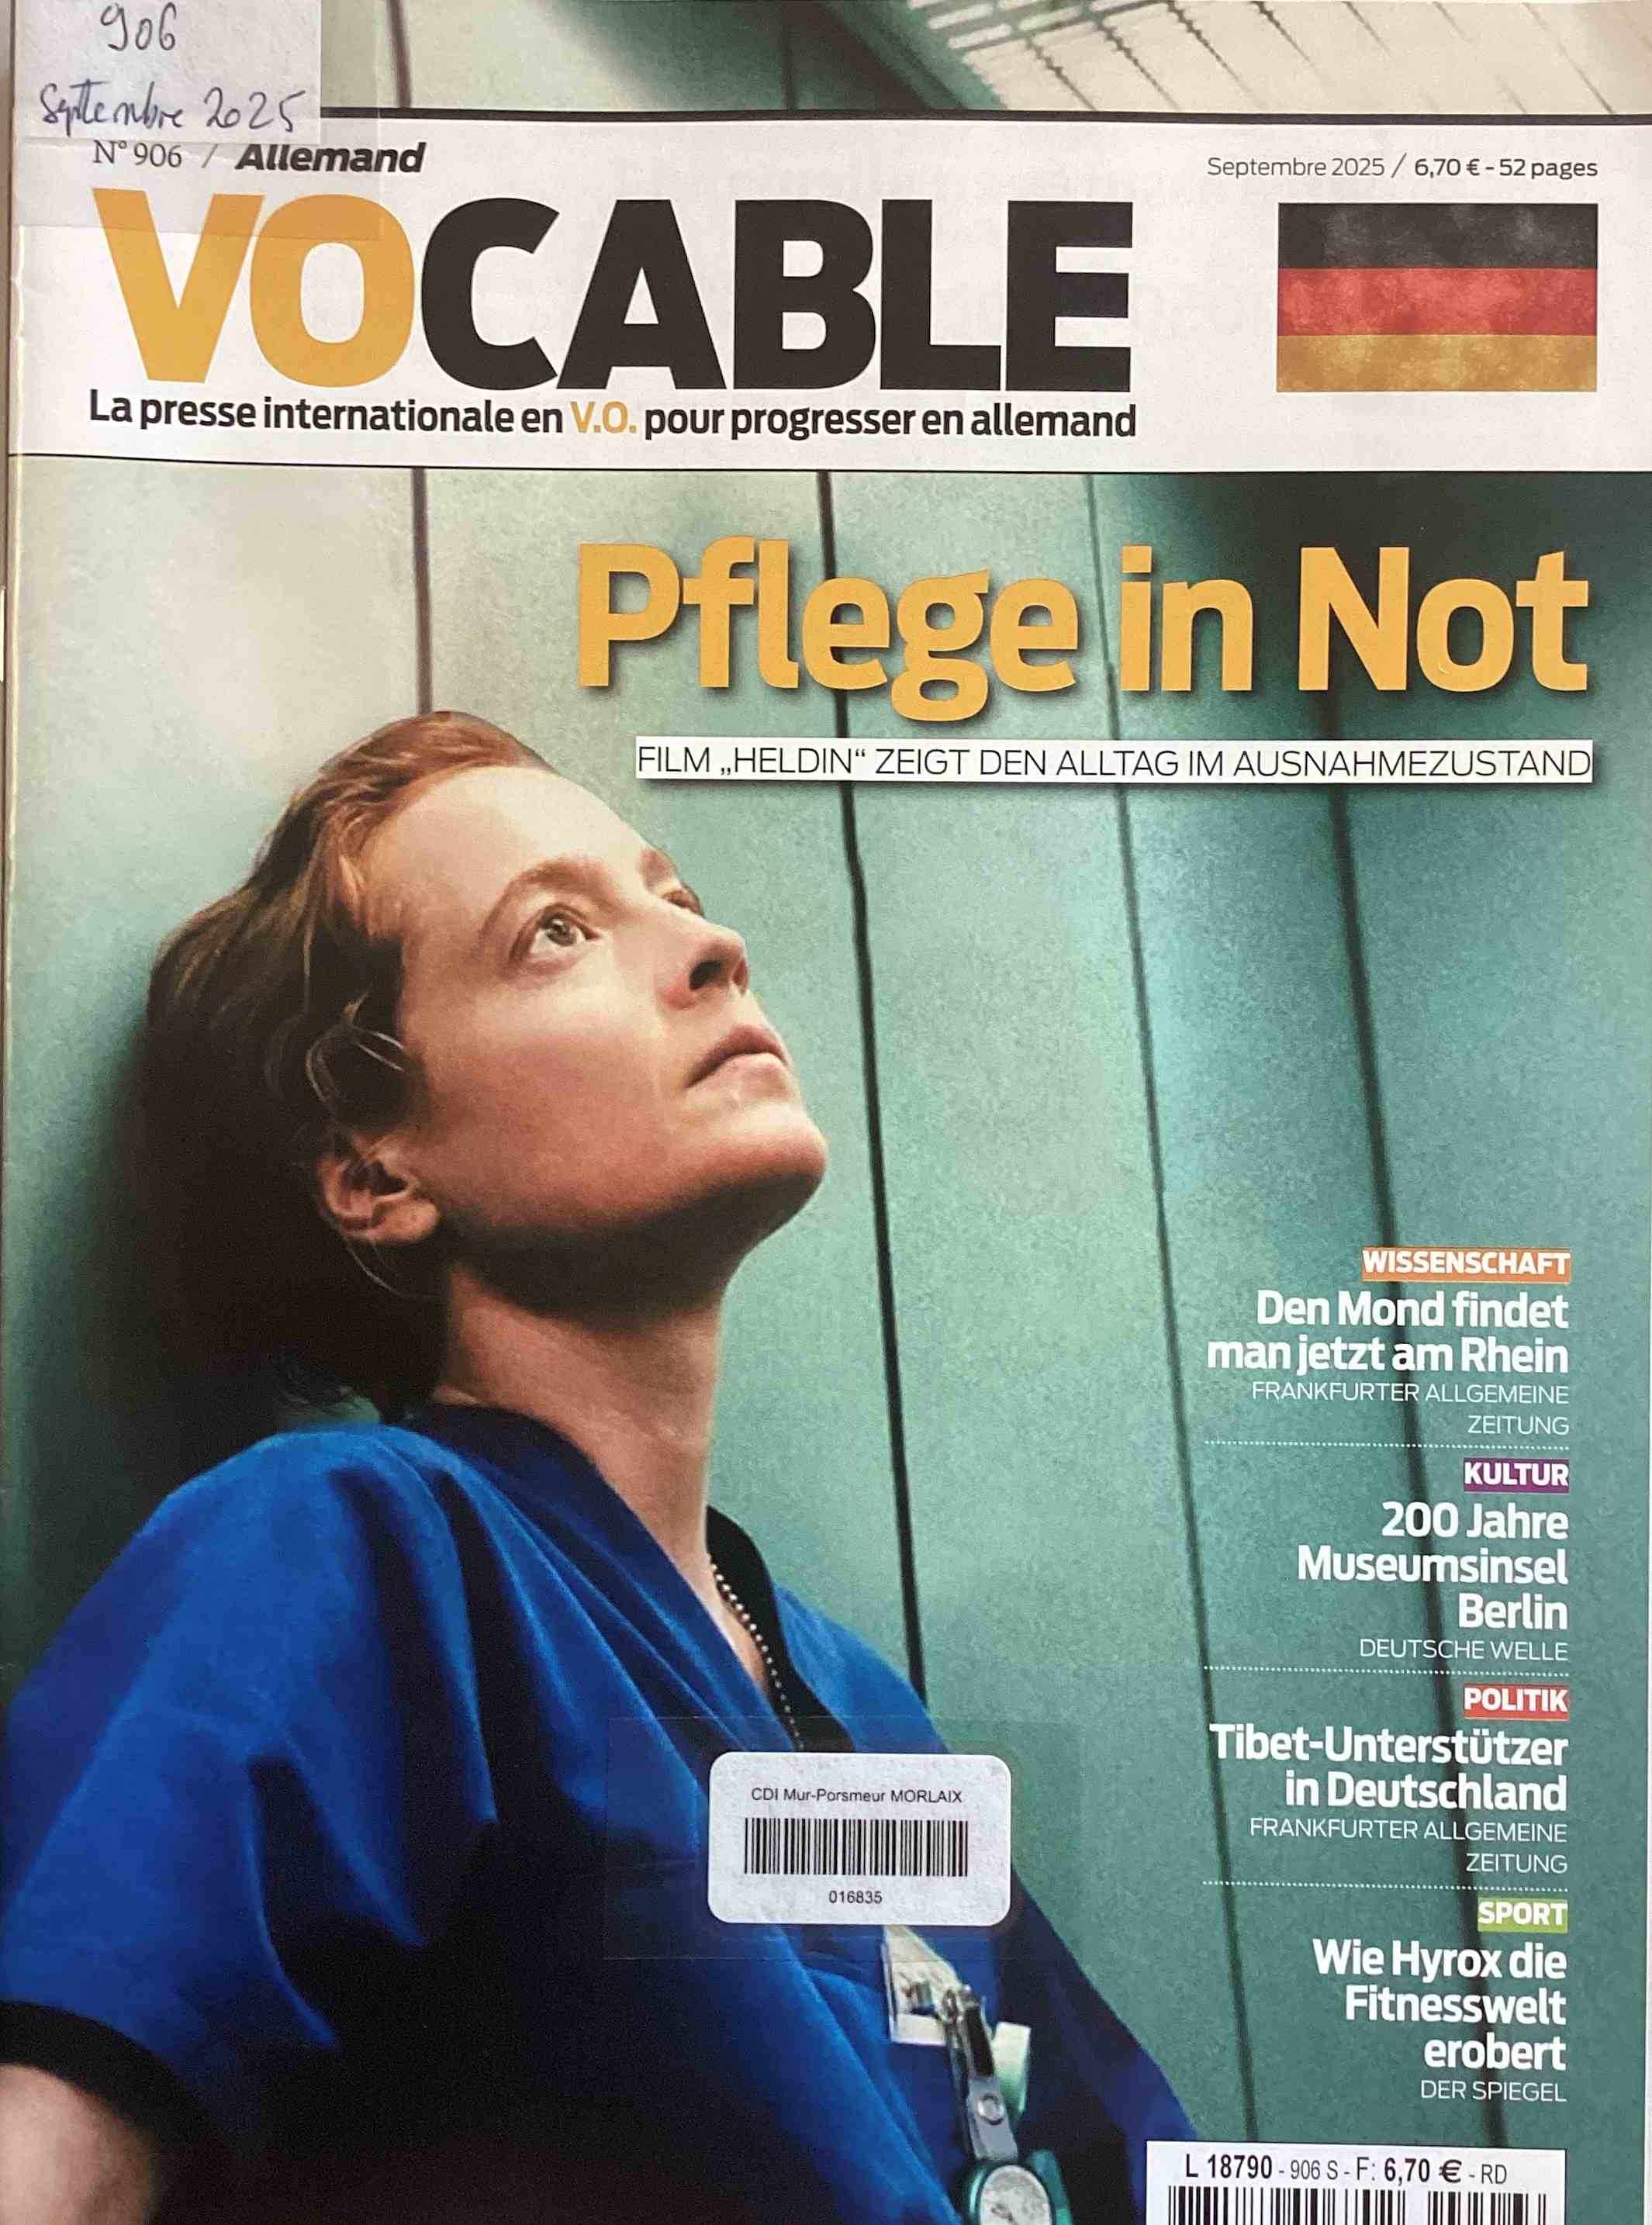 906
Septembre 2025
N° 906 / Allemand
Septembre 2025 / 6,70 € - 52 pages
VOCABLE
La presse internationale en V.O. pour progresser en allemand
Pflege in Not
FILM „HELDIN“ ZEIGT DEN ALLTAG IM AUSNAHMEZUSTAND
WISSENSCHAFT
Den Mond findet
man jetzt am Rhein
FRANKFURTER ALLGEMEINE
ZEITUNG
KULTUR
200 Jahre
Museumsinsel
Berlin
DEUTSCHE WELLE
POLITIK
Tibet-Unterstützer
in Deutschland
FRANKFURTER ALLGEMEINE
ZEITUNG
SPORT
Wie Hyrox die
Fitnesswelt
erobert
DER SPIEGEL
CDI Mur-Porsmeur MORLAIX
016835
L 18790 - 906 S - F: 6,70 € - RD